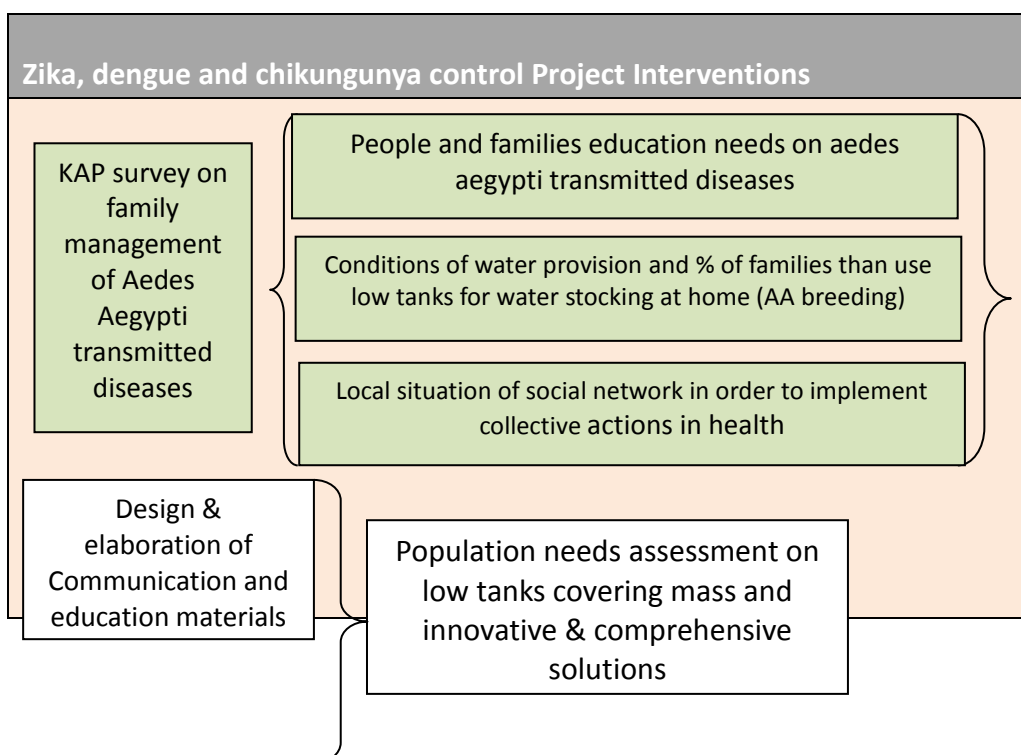 Zika, dengue and chikungunya control Project Interventions
KAP survey on
family
management
of Aedes
Aegypti
transmitted
diseases
People and families education needs on aedes
aegypti transmitted diseases
Conditions of water provision and % of families than use
low tanks for water stocking at home (AA breeding)
Local situation of social network in order to implement
collective actions in health
Design &
elaboration of
Communication and
education materials
Population needs assessment on
low tanks covering mass and
innovative & comprehensive
solutions